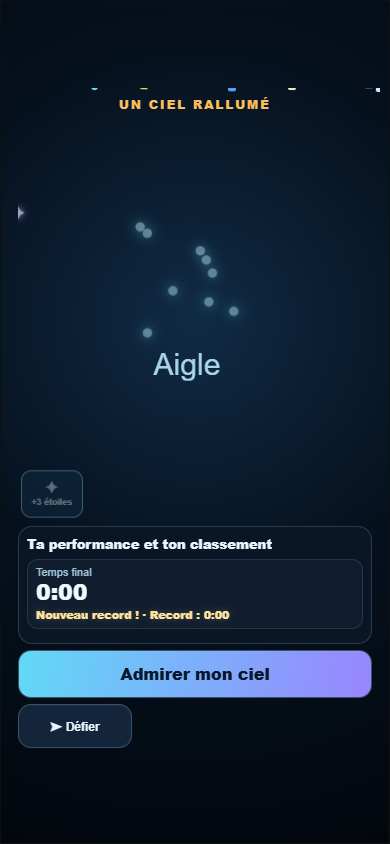 UN CIEL RALLUMÉ
Aigle
+3 étoiles
Ta performance et ton classement
Temps final
0:00
Nouveau record ! · Record : 0:00
Admirer mon ciel
➤ Défier